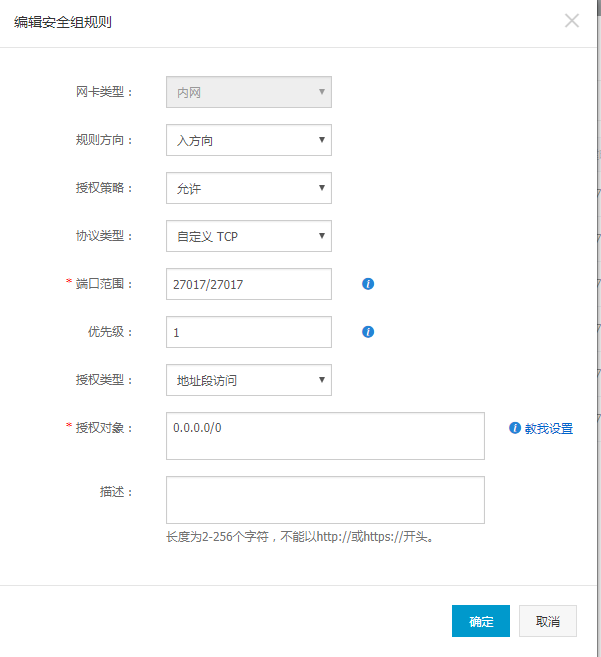 编辑安全组规则
网卡类型： 内网
规则方向： 入方向
授权策略： 允许
协议类型： 自定义 TCP
* 端口范围： 27017/27017
优先级： 1
授权类型： 地址段访问
* 授权对象： 0.0.0.0/0 教我设置
描述：
长度为2-256个字符，不能以http://或https://开头。
确定 取消